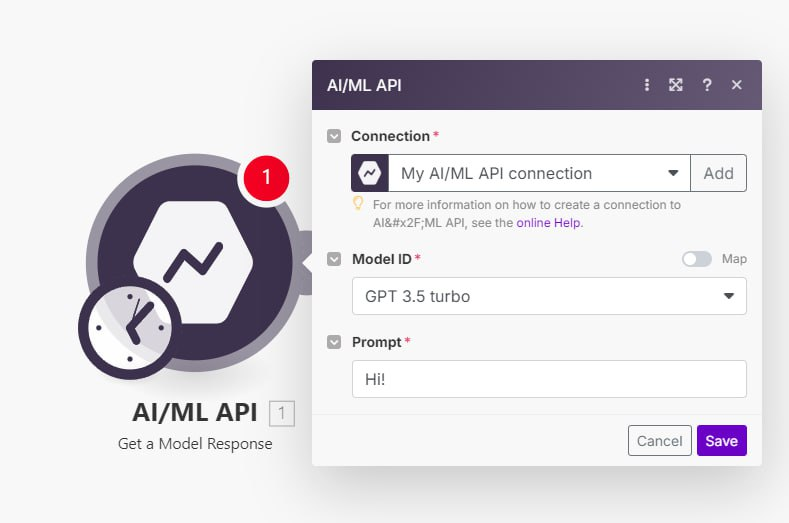 AI/ML API
Connection *
My AI/ML API connection
Add
For more information on how to create a connection to
AI&#x2F;ML API, see the online Help.
Model ID *
Map
GPT 3.5 turbo
Prompt *
Hi!
Cancel
Save
1
AI/ML API 1
Get a Model Response